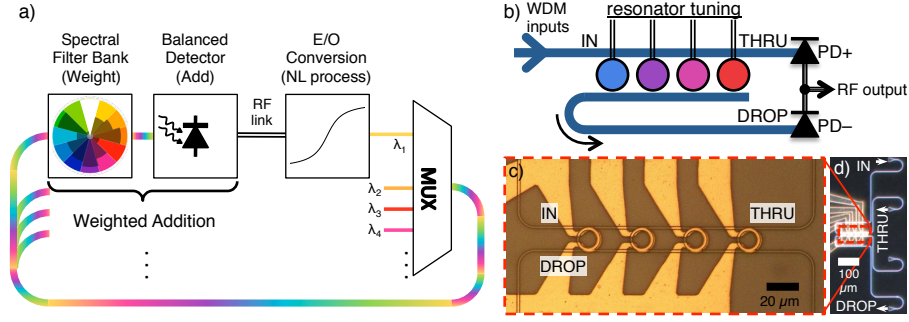 a)
Spectral
Filter Bank
(Weight)
Balanced
Detector
(Add)
E/O
Conversion
(NL process)
RF
link
λ1
λ2
λ3
λ4
MUX
Weighted Addition
b)
WDM
inputs
resonator tuning
IN
THRU
PD+
RF output
DROP
PD–
c)
IN
THRU
DROP
20 µm
d)
IN
THRU
100
µm
DROP